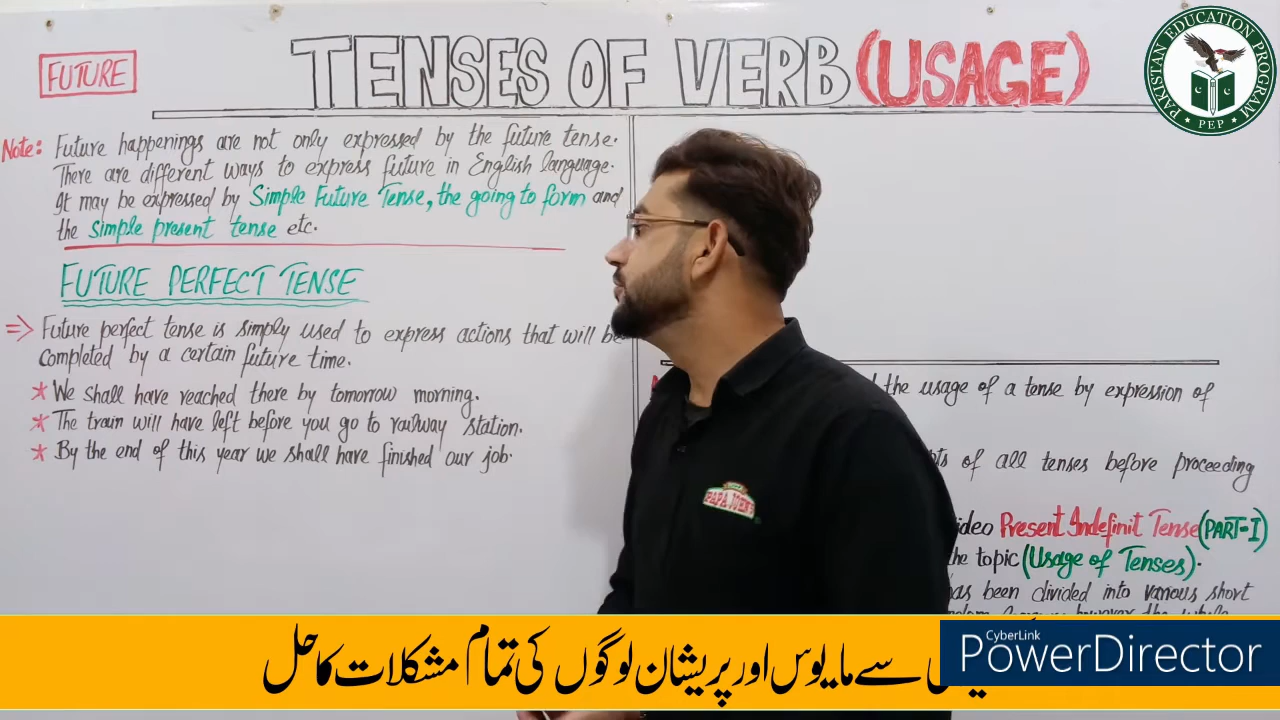 FUTURE
TENSES OF VERB (USAGE)
PAKISTAN EDUCATION PROGRAM
PEP
Note: Future happenings are not only expressed by the future tense.
There are different ways to express future in English language.
It may be expressed by Simple Future Tense, the going to form and
the simple present tense etc.
FUTURE PERFECT TENSE
⇒ Future perfect tense is simply used to express actions that will be
completed by a certain future time.
* We shall have reached there by tomorrow morning.
* The train will have left before you go to railway station.
* By the end of this year we shall have finished our job.
the usage of a tense by expression of
of all tenses before proceeding
Present Indefinit Tense (PART-I)
the topic (Usage of Tenses).
has been divided into various short
PAPA JOHN'S
سے مایوس اور پریشان لوگوں کی تمام مشکلات کا حل
CyberLink
PowerDirector